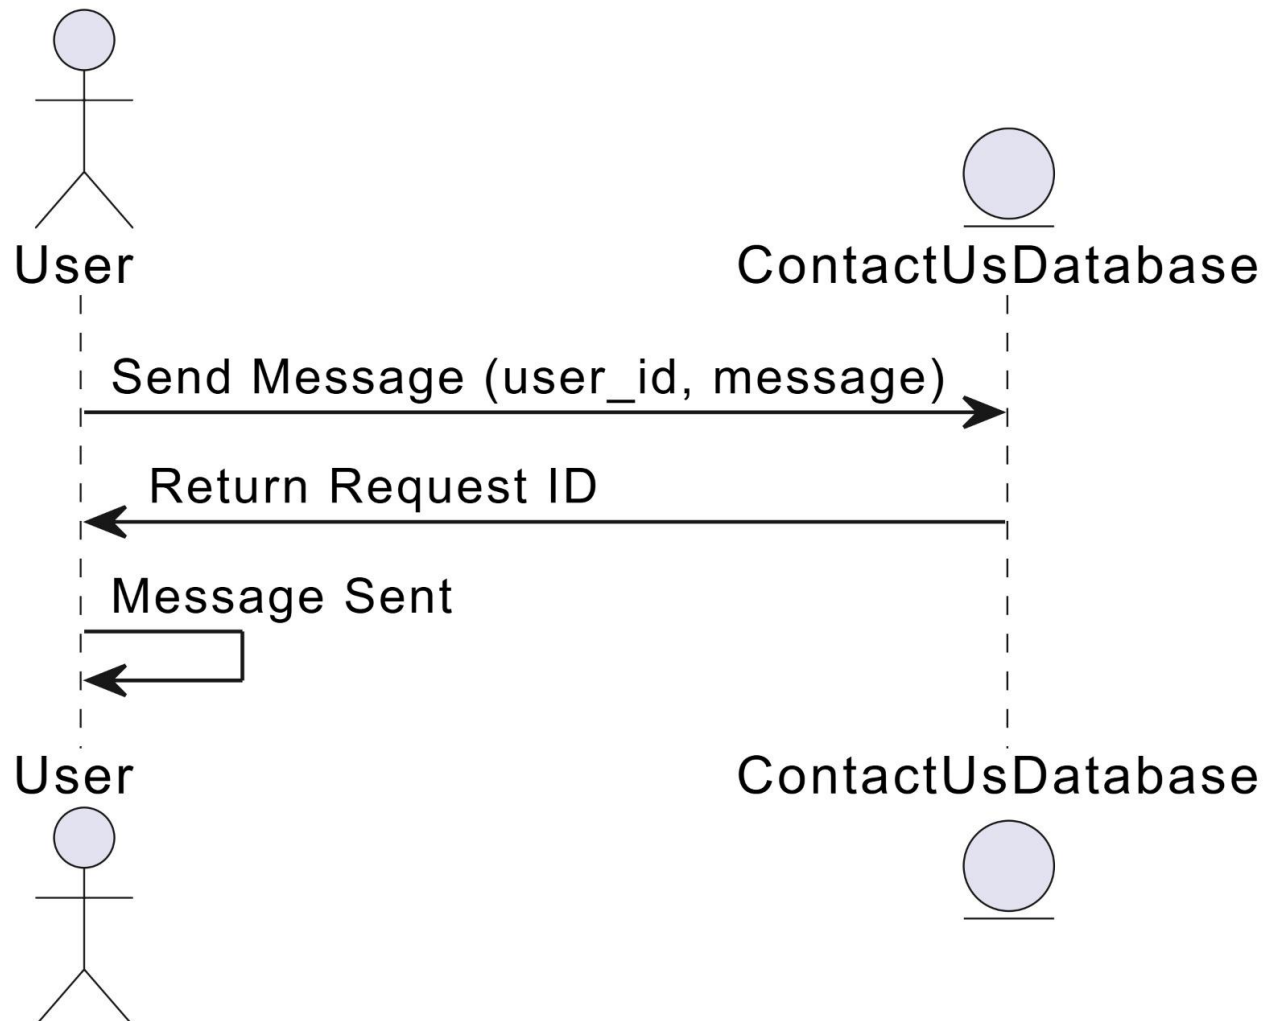 User
ContactUsDatabase
Send Message (user_id, message)
Return Request ID
Message Sent
User
ContactUsDatabase